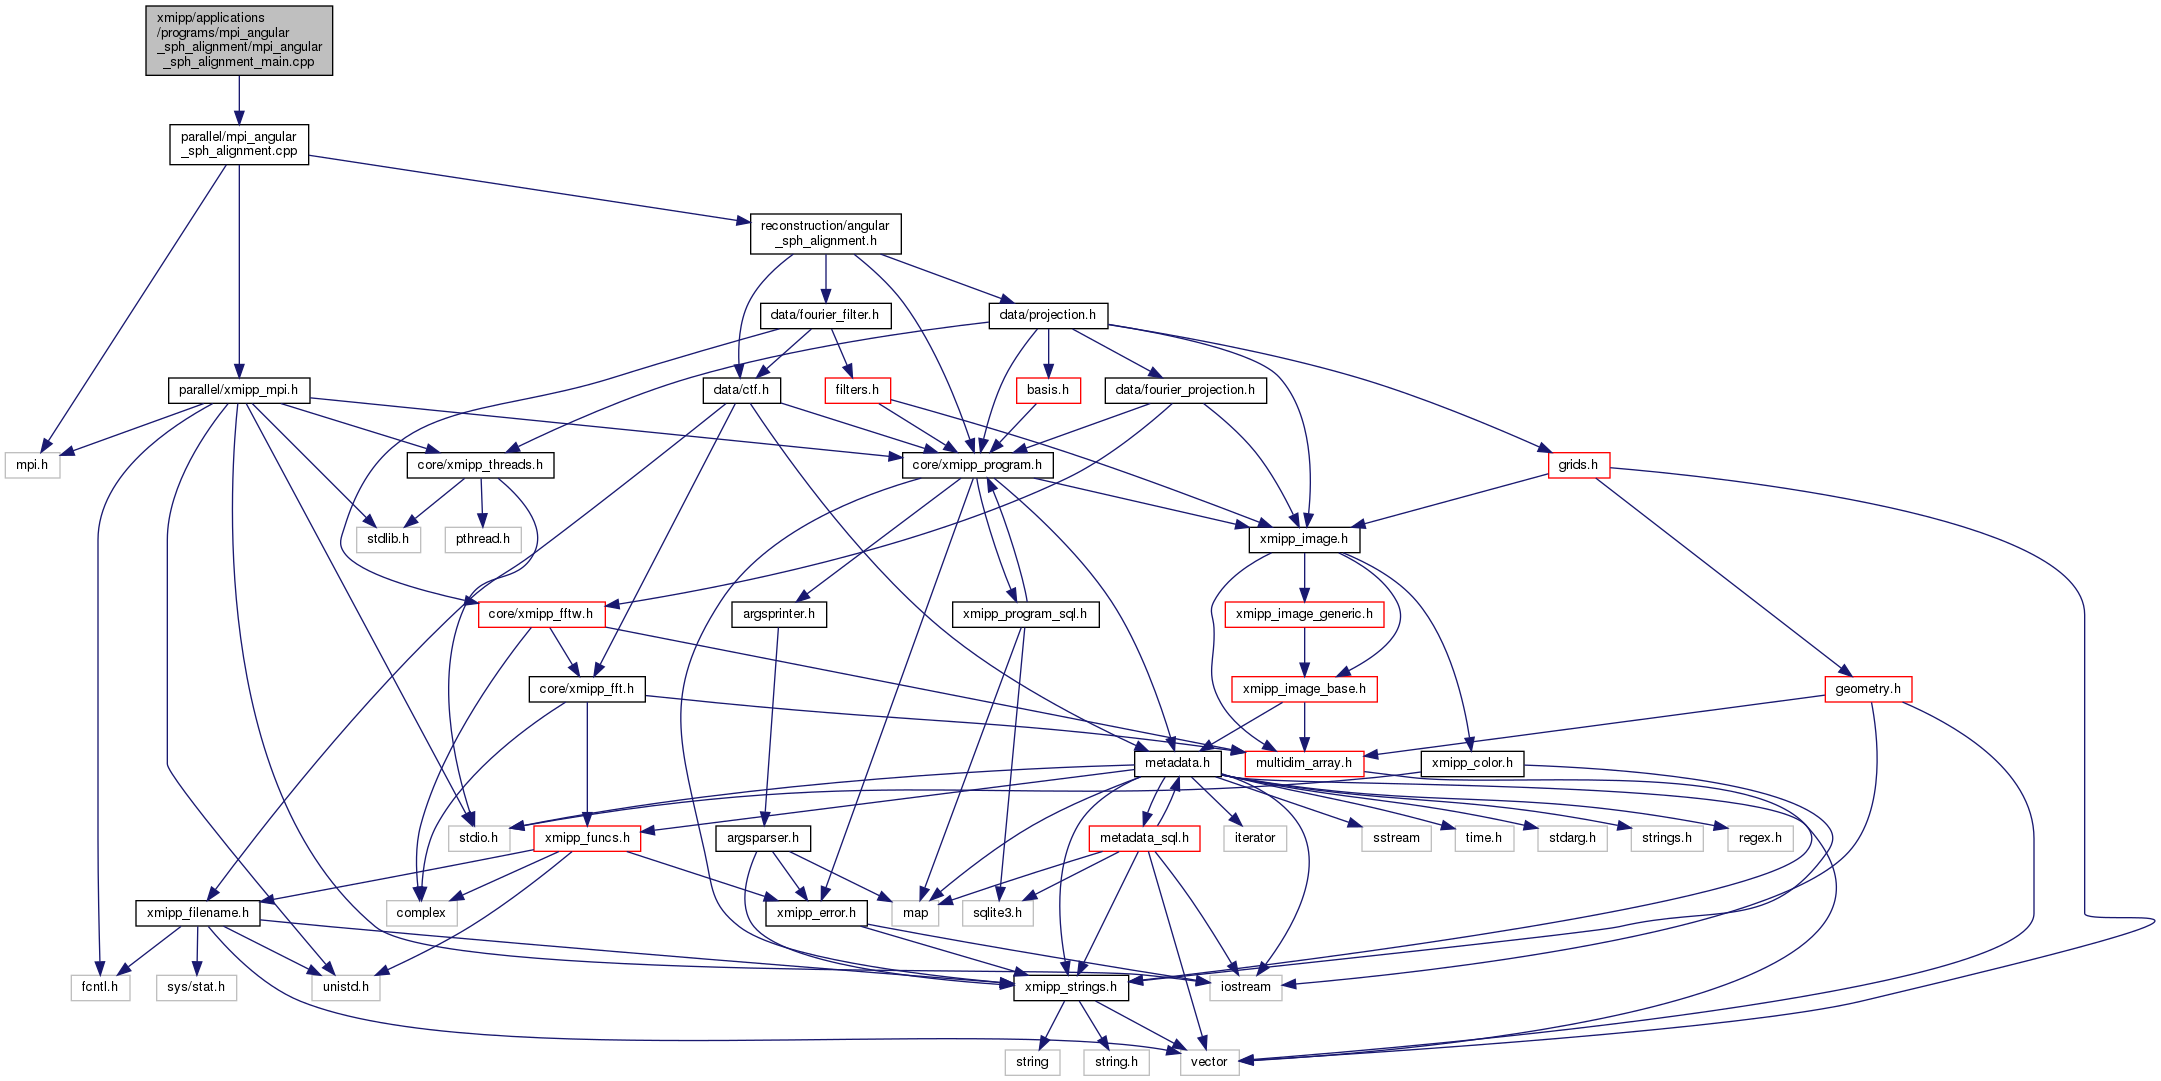 xmipp/applications
/programs/mpi_angular
_sph_alignment/mpi_angular
_sph_alignment_main.cpp
parallel/mpi_angular
_sph_alignment.cpp
reconstruction/angular
_sph_alignment.h
data/fourier_filter.h
data/projection.h
parallel/xmipp_mpi.h
data/ctf.h
filters.h
basis.h
data/fourier_projection.h
mpi.h
core/xmipp_threads.h
core/xmipp_program.h
grids.h
stdlib.h
pthread.h
xmipp_image.h
core/xmipp_fftw.h
argsprinter.h
xmipp_program_sql.h
xmipp_image_generic.h
core/xmipp_fft.h
xmipp_image_base.h
geometry.h
metadata.h
multidim_array.h
xmipp_color.h
stdio.h
xmipp_funcs.h
argsparser.h
metadata_sql.h
iterator
sstream
time.h
stdarg.h
strings.h
regex.h
xmipp_filename.h
complex
xmipp_error.h
map
sqlite3.h
fcntl.h
sys/stat.h
unistd.h
xmipp_strings.h
iostream
string
string.h
vector